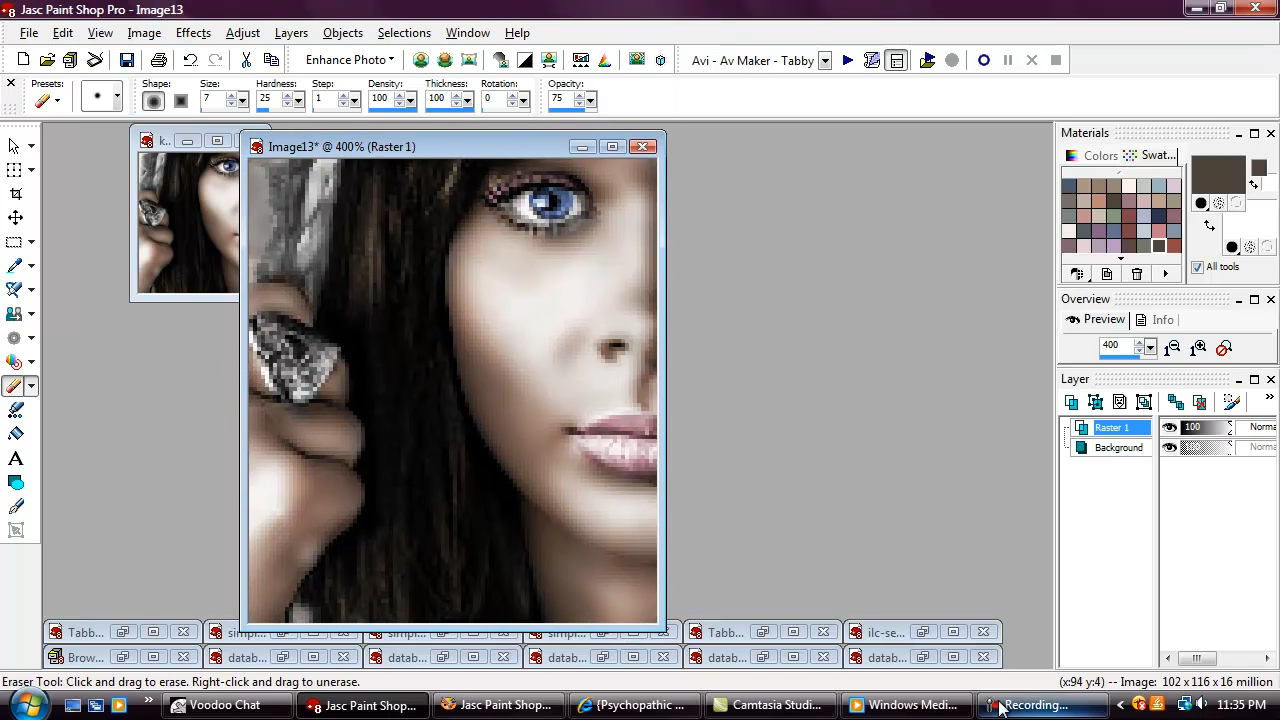 Jasc Paint Shop Pro - Image13
File Edit View Image Effects Adjust Layers Objects Selections Window Help
Enhance Photo Avi - Av Maker - Tabby
Presets: Shape: Size: Hardness: Step: Density: Thickness: Rotation: Opacity:
7 25 1 100 100 0 75
k...
Image13* @ 400% (Raster 1)
Materials
Colors Swat...
All tools
Overview
Preview Info
400
Layer
Raster 1 100 Norma
Background Norma
Tabb... simpl... simpl... simpl... Tabb... ilc-se...
Brow... datab... datab... datab... datab... datab...
Eraser Tool: Click and drag to erase. Right-click and drag to unerase. (x:94 y:4) -- Image: 102 x 116 x 16 million
Voodoo Chat Jasc Paint Shop... Jasc Paint Shop... {Psychopathic ... Camtasia Studi... Windows Medi... Recording... 11:35 PM